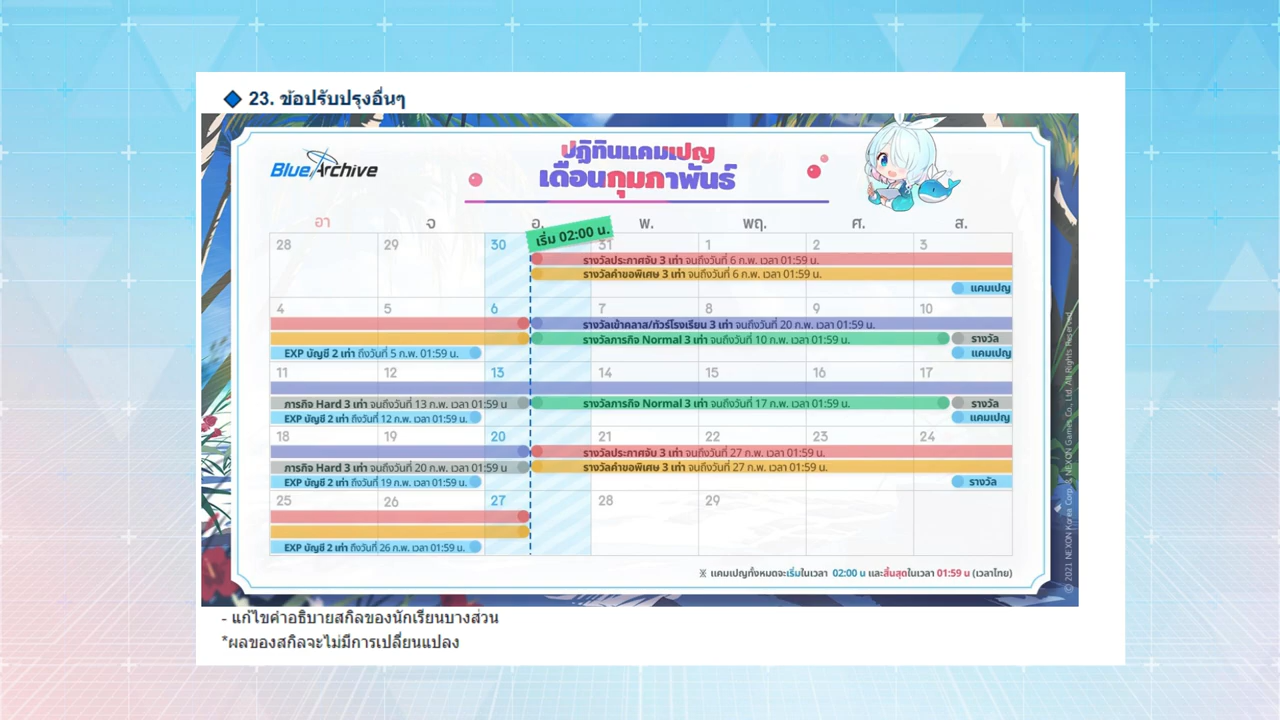 23. ข้อปรับปรุงอื่นๆ
Blue Archive
ปฏิทินแคมเปญ
เดือนกุมภาพันธ์
อา จ อ. พ. พฤ. ศ. ส.
เริ่ม 02:00 น.
28 29 30 31 1 2 3
รางวัลประกาศจับ 3 เท่า จนถึงวันที่ 6 ก.พ. เวลา 01:59 น.
รางวัลคำขอพิเศษ 3 เท่า จนถึงวันที่ 6 ก.พ. เวลา 01:59 น.
แคมเปญ
4 5 6 7 8 9 10
รางวัลเข้าคลาส/ทัวร์โรงเรียน 3 เท่า จนถึงวันที่ 20 ก.พ. เวลา 01:59 น.
รางวัลภารกิจ Normal 3 เท่า จนถึงวันที่ 10 ก.พ. เวลา 01:59 น. รางวัล
EXP บัญชี 2 เท่า ถึงวันที่ 5 ก.พ. 01:59 น. แคมเปญ
11 12 13 14 15 16 17
ภารกิจ Hard 3 เท่า จนถึงวันที่ 13 ก.พ. เวลา 01:59 น รางวัลภารกิจ Normal 3 เท่า จนถึงวันที่ 17 ก.พ. เวลา 01:59 น. รางวัล
EXP บัญชี 2 เท่า ถึงวันที่ 12 ก.พ. 01:59 น. แคมเปญ
18 19 20 21 22 23 24
รางวัลประกาศจับ 3 เท่า จนถึงวันที่ 27 ก.พ. เวลา 01:59 น.
ภารกิจ Hard 3 เท่า จนถึงวันที่ 20 ก.พ. เวลา 01:59 น รางวัลคำขอพิเศษ 3 เท่า จนถึงวันที่ 27 ก.พ. เวลา 01:59 น.
EXP บัญชี 2 เท่า ถึงวันที่ 19 ก.พ. 01:59 น. รางวัล
25 26 27 28 29
EXP บัญชี 2 เท่า ถึงวันที่ 26 ก.พ. เวลา 01:59 น.
※ แคมเปญทั้งหมดจะเริ่มในเวลา 02:00 น และสิ้นสุดในเวลา 01:59 น (เวลาไทย)
© 2021 NEXON Korea Corp. & NEXON Games Co., Ltd. All Rights Reserved.
- แก้ไขคำอธิบายสกิลของนักเรียนบางส่วน
*ผลของสกิลจะไม่มีการเปลี่ยนแปลง